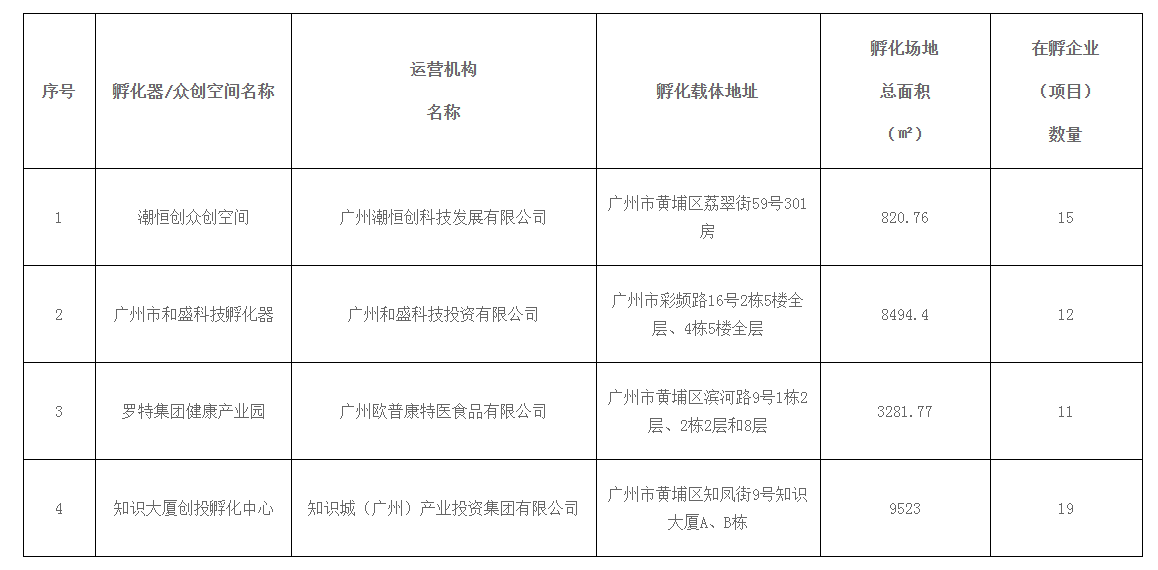 序号
孵化器/众创空间名称
运营机构
名称
孵化载体地址
孵化场地
总面积
（㎡）
在孵企业
（项目）
数量
1
潮恒创众创空间
广州潮恒创科技发展有限公司
广州市黄埔区荔翠街59号301
房
820.76
15
2
广州市和盛科技孵化器
广州和盛科技投资有限公司
广州市彩频路16号2栋5楼全
层、4栋5楼全层
8494.4
12
3
罗特集团健康产业园
广州欧普康特医食品有限公司
广州市黄埔区滨河路9号1栋2
层、2栋2层和8层
3281.77
11
4
知识大厦创投孵化中心
知识城（广州）产业投资集团有限公司
广州市黄埔区知凤街9号知识
大厦A、B栋
9523
19